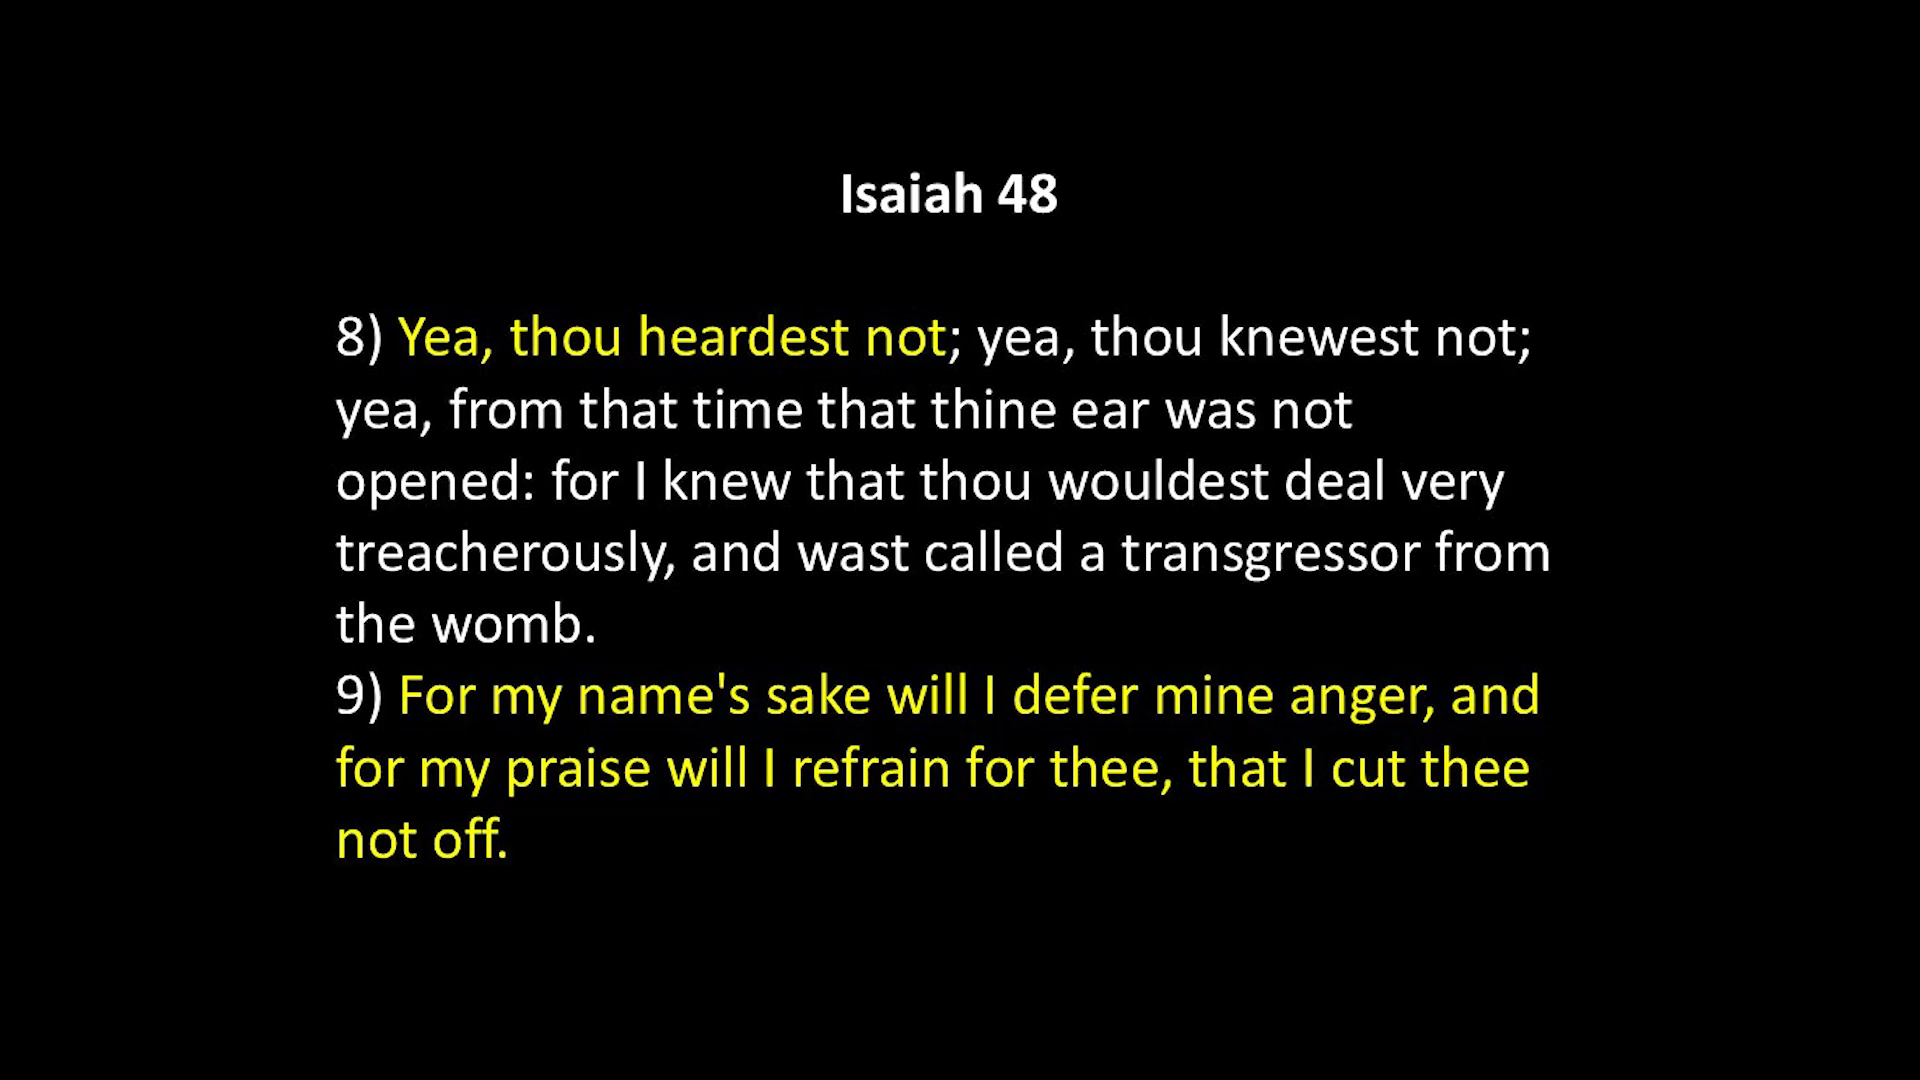 Isaiah 48
8) Yea, thou heardest not; yea, thou knewest not;
yea, from that time that thine ear was not
opened: for I knew that thou wouldest deal very
treacherously, and wast called a transgressor from
the womb.
9) For my name's sake will I defer mine anger, and
for my praise will I refrain for thee, that I cut thee
not off.